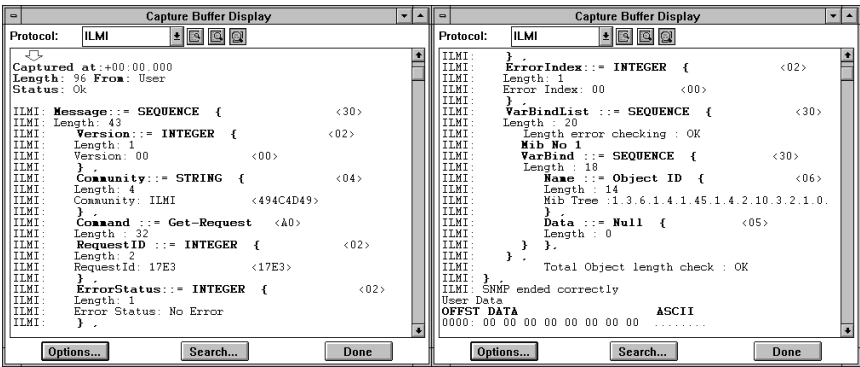 Capture Buffer Display
Protocol: ILMI
Captured at:+00:00.000
Length: 96 From: User
Status: Ok
ILMI: Message::= SEQUENCE { <30>
ILMI: Length: 43
ILMI: Version::= INTEGER { <02>
ILMI: Length: 1
ILMI: Version: 00 <00>
ILMI: } ,
ILMI: Community::= STRING { <04>
ILMI: Length: 4
ILMI: Community: ILMI <494C4D49>
ILMI: } ,
ILMI: Command ::= Get-Request <A0>
ILMI: Length : 32
ILMI: RequestID ::= INTEGER { <02>
ILMI: Length: 2
ILMI: RequestId: 17E3 <17E3>
ILMI: } ,
ILMI: ErrorStatus::= INTEGER { <02>
ILMI: Length: 1
ILMI: Error Status: No Error
ILMI: } ,
Options... Search... Done
Capture Buffer Display
Protocol: ILMI
ILMI: } ,
ILMI: ErrorIndex::= INTEGER { <02>
ILMI: Length: 1
ILMI: Error Index: 00 <00>
ILMI: } ,
ILMI: VarBindList ::= SEQUENCE { <30>
ILMI: Length : 20
ILMI: Length error checking : OK
ILMI: Mib No 1
ILMI: VarBind ::= SEQUENCE { <30>
ILMI: Length : 18
ILMI: Name ::= Object ID { <06>
ILMI: Length : 14
ILMI: Mib Tree :1.3.6.1.4.1.45.1.4.2.10.3.2.1.0.
ILMI: } ,
ILMI: Data ::= Null { <05>
ILMI: Length : 0
ILMI: } },
ILMI: } ,
ILMI: Total Object length check : OK
ILMI: } ,
ILMI: SNMP ended correctly
User Data
OFFST DATA ASCII
0000: 00 00 00 00 00 00 00 00 ........
Options... Search... Done